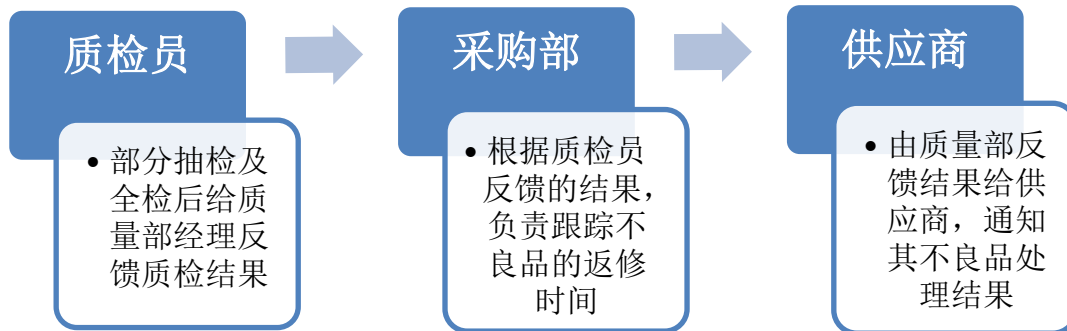 质检员
• 部分抽检及
全检后给质
量部经理反
馈质检结果
采购部
• 根据质检员
反馈的结果，
负责跟踪不
良品的返修
时间
供应商
• 由质量部反
馈结果给供
应商，通知
其不良品处
理结果